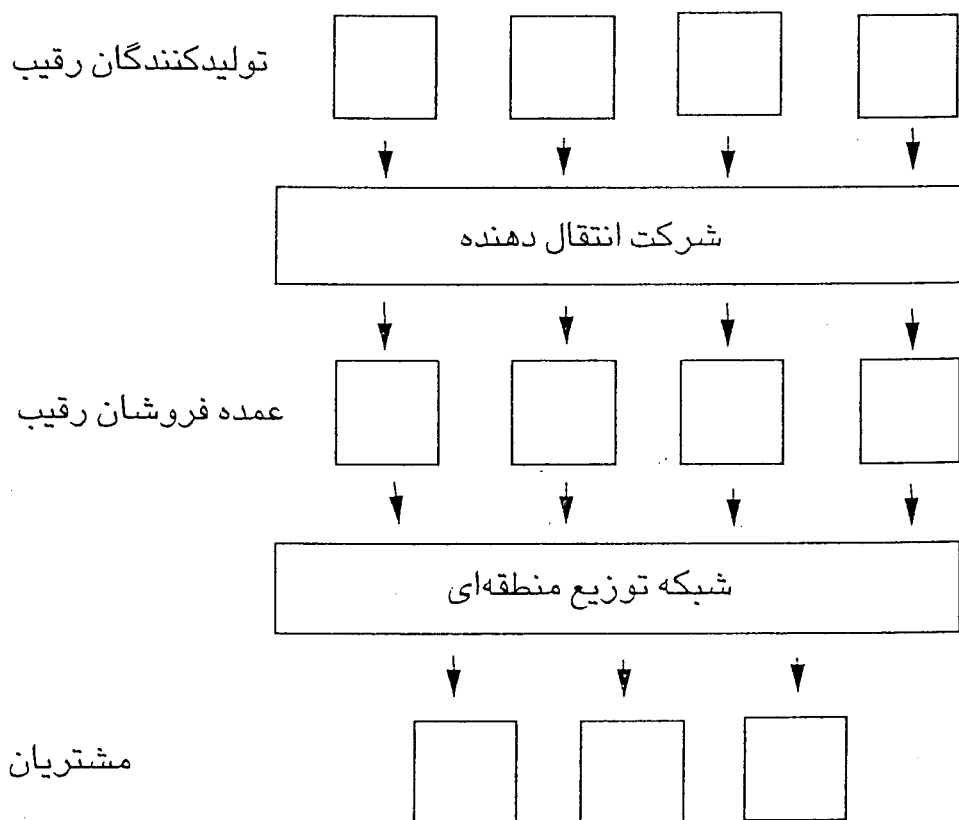 تولیدکنندگان رقیب
شرکت انتقال دهنده
عمده فروشان رقیب
شبکه توزیع منطقه‌ای
مشتریان